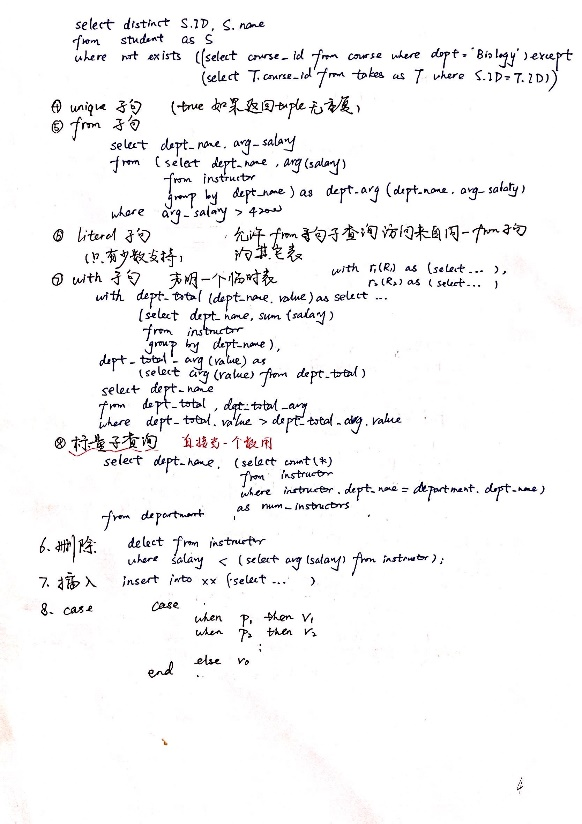 select distinct S.ID, S.name
from student as S
where not exists ((select course_id from course where dept = 'Biology') except
(select T.course_id from takes as T where S.ID = T.ID))
④ unique 子句 (true 如果返回tuple无重复)
⑤ from 子句
select dept_name, avg_salary
from (select dept_name, avg(salary)
from instructor
group by dept_name) as dept_avg (dept_name, avg_salary)
where avg_salary > 42000
⑥ literal 子句 允许from子句子查询访问来自同一from子句
(只有少数支持) 的其它表
⑦ with 子句 声明一个临时表 with r₁(R₁) as (select ... ),
r₂(R₂) as (select ... )
with dept_total (dept_name, value) as select ...
(select dept_name, sum (salary)
from instructor
group by dept_name),
dept_total_avg (value) as
(select avg (value) from dept_total)
select dept_name
from dept_total, dept_total_avg
where dept_total.value > dept_total_avg.value
⑧ 标量子查询 直接当一个数用
select dept_name, (select count(*)
from instructor
where instructor.dept_name = department.dept_name)
as num_instructors
from department
6. 删除 delect from instructor
where salary < (select avg (salary) from instructor);
7. 插入 insert into xx (select ... )
8. case case
when p₁ then v₁
when p₂ then v₂
⋮
else v₀
end
4